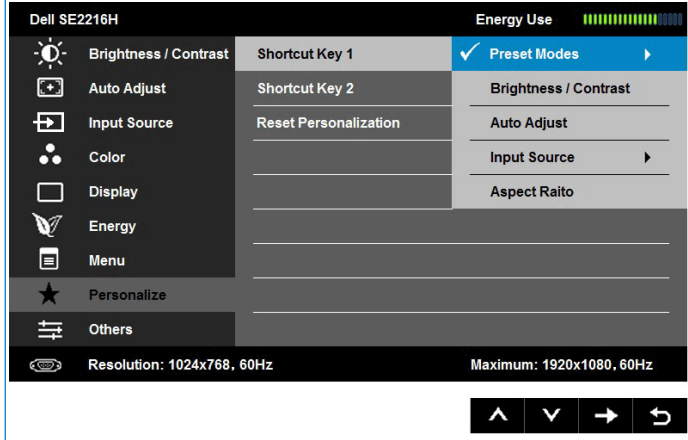 Dell SE2216H Energy Use
Brightness / Contrast Shortcut Key 1 Preset Modes
Auto Adjust Shortcut Key 2 Brightness / Contrast
Input Source Reset Personalization Auto Adjust
Color Input Source
Display Aspect Raito
Energy
Menu
Personalize
Others
Resolution: 1024x768, 60Hz Maximum: 1920x1080, 60Hz